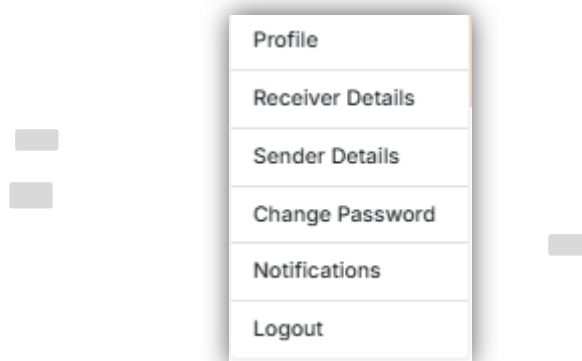 Profile
Receiver Details
Sender Details
Change Password
Notifications
Logout